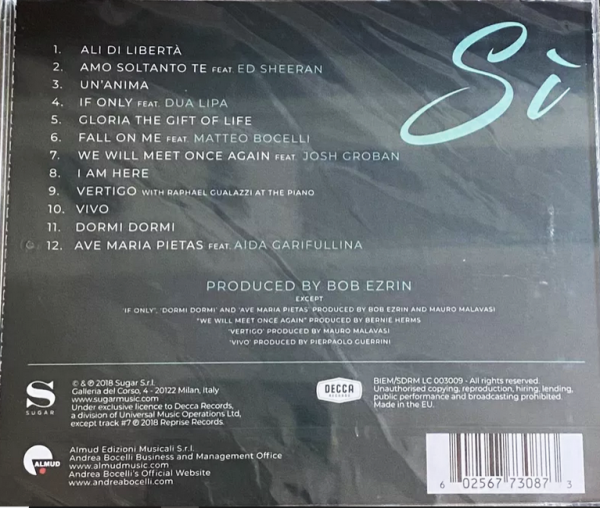 Sì
1. ALI DI LIBERTÀ
2. AMO SOLTANTO TE FEAT. ED SHEERAN
3. UN'ANIMA
4. IF ONLY FEAT. DUA LIPA
5. GLORIA THE GIFT OF LIFE
6. FALL ON ME FEAT. MATTEO BOCELLI
7. WE WILL MEET ONCE AGAIN FEAT. JOSH GROBAN
8. I AM HERE
9. VERTIGO WITH RAPHAEL GUALAZZI AT THE PIANO
10. VIVO
11. DORMI DORMI
12. AVE MARIA PIETAS FEAT. AIDA GARIFULLINA
PRODUCED BY BOB EZRIN
EXCEPT
'IF ONLY', 'DORMI DORMI' AND 'AVE MARIA PIETAS' PRODUCED BY BOB EZRIN AND MAURO MALAVASI
"WE WILL MEET ONCE AGAIN" PRODUCED BY BERNIE HERMS
'VERTIGO' PRODUCED BY MAURO MALAVASI
'VIVO' PRODUCED BY PIERPAOLO GUERRINI
S
SUGAR
© & ℗ 2018 Sugar S.r.l.
Galleria del Corso, 4 - 20122 Milan, Italy
www.sugarmusic.com
Under exclusive licence to Decca Records,
a division of Universal Music Operations Ltd,
except track #7 ℗ 2018 Reprise Records.
DECCA
RECORDS
BIEM/SDRM LC 003009 - All rights reserved.
Unauthorised copying, reproduction, hiring, lending,
public performance and broadcasting prohibited.
Made in the EU.
ALMUD
Almud Edizioni Musicali S.r.l.
Andrea Bocelli Business and Management Office
www.almudmusic.com
Andrea Bocelli's Official Website
www.andreabocelli.com
6 02567 73087 3